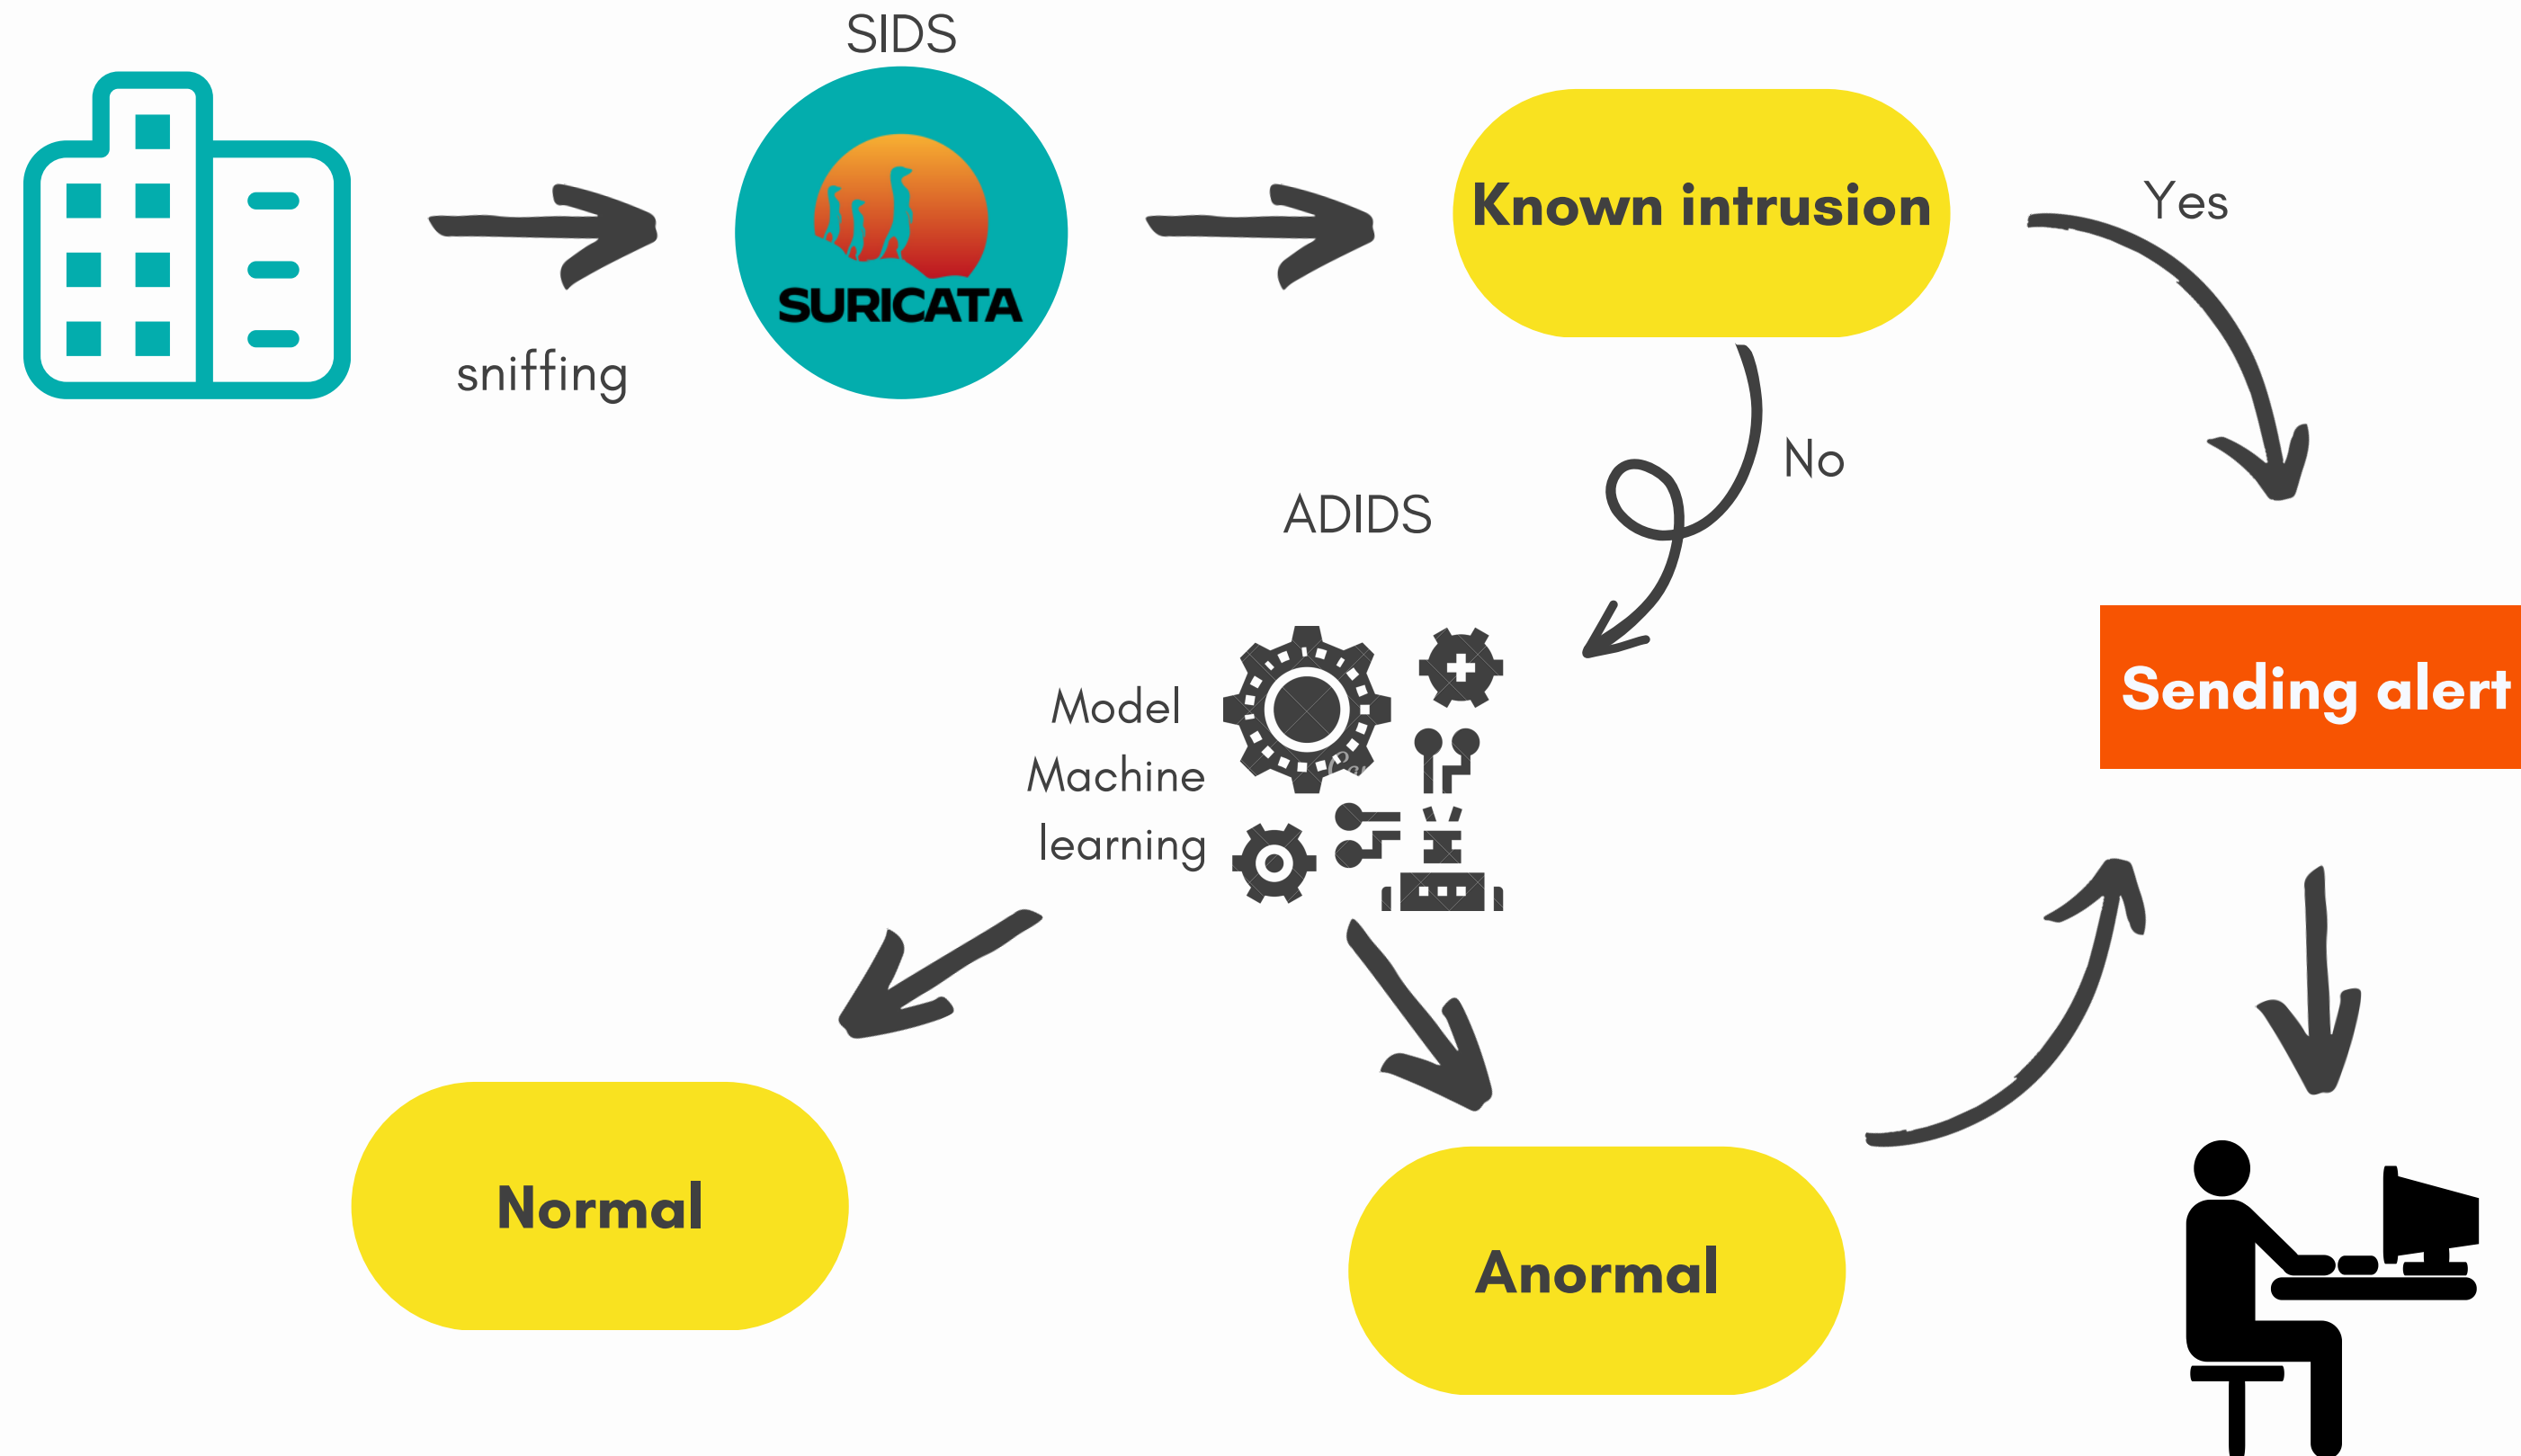 SIDS
SURICATA
sniffing
Known intrusion
Yes
No
ADIDS
Model
Machine
learning
Sending alert
Normal
Anormal